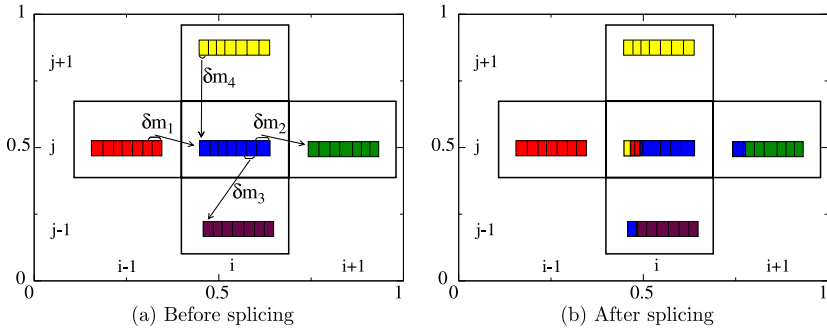 1
j+1
δm₄
δm₁
δm₂
0.5
j
δm₃
j-1
i-1
i
i+1
0
0
0.5
1
(a) Before splicing
1
j+1
0.5
j
j-1
i-1
i
i+1
0
0
0.5
1
(b) After splicing